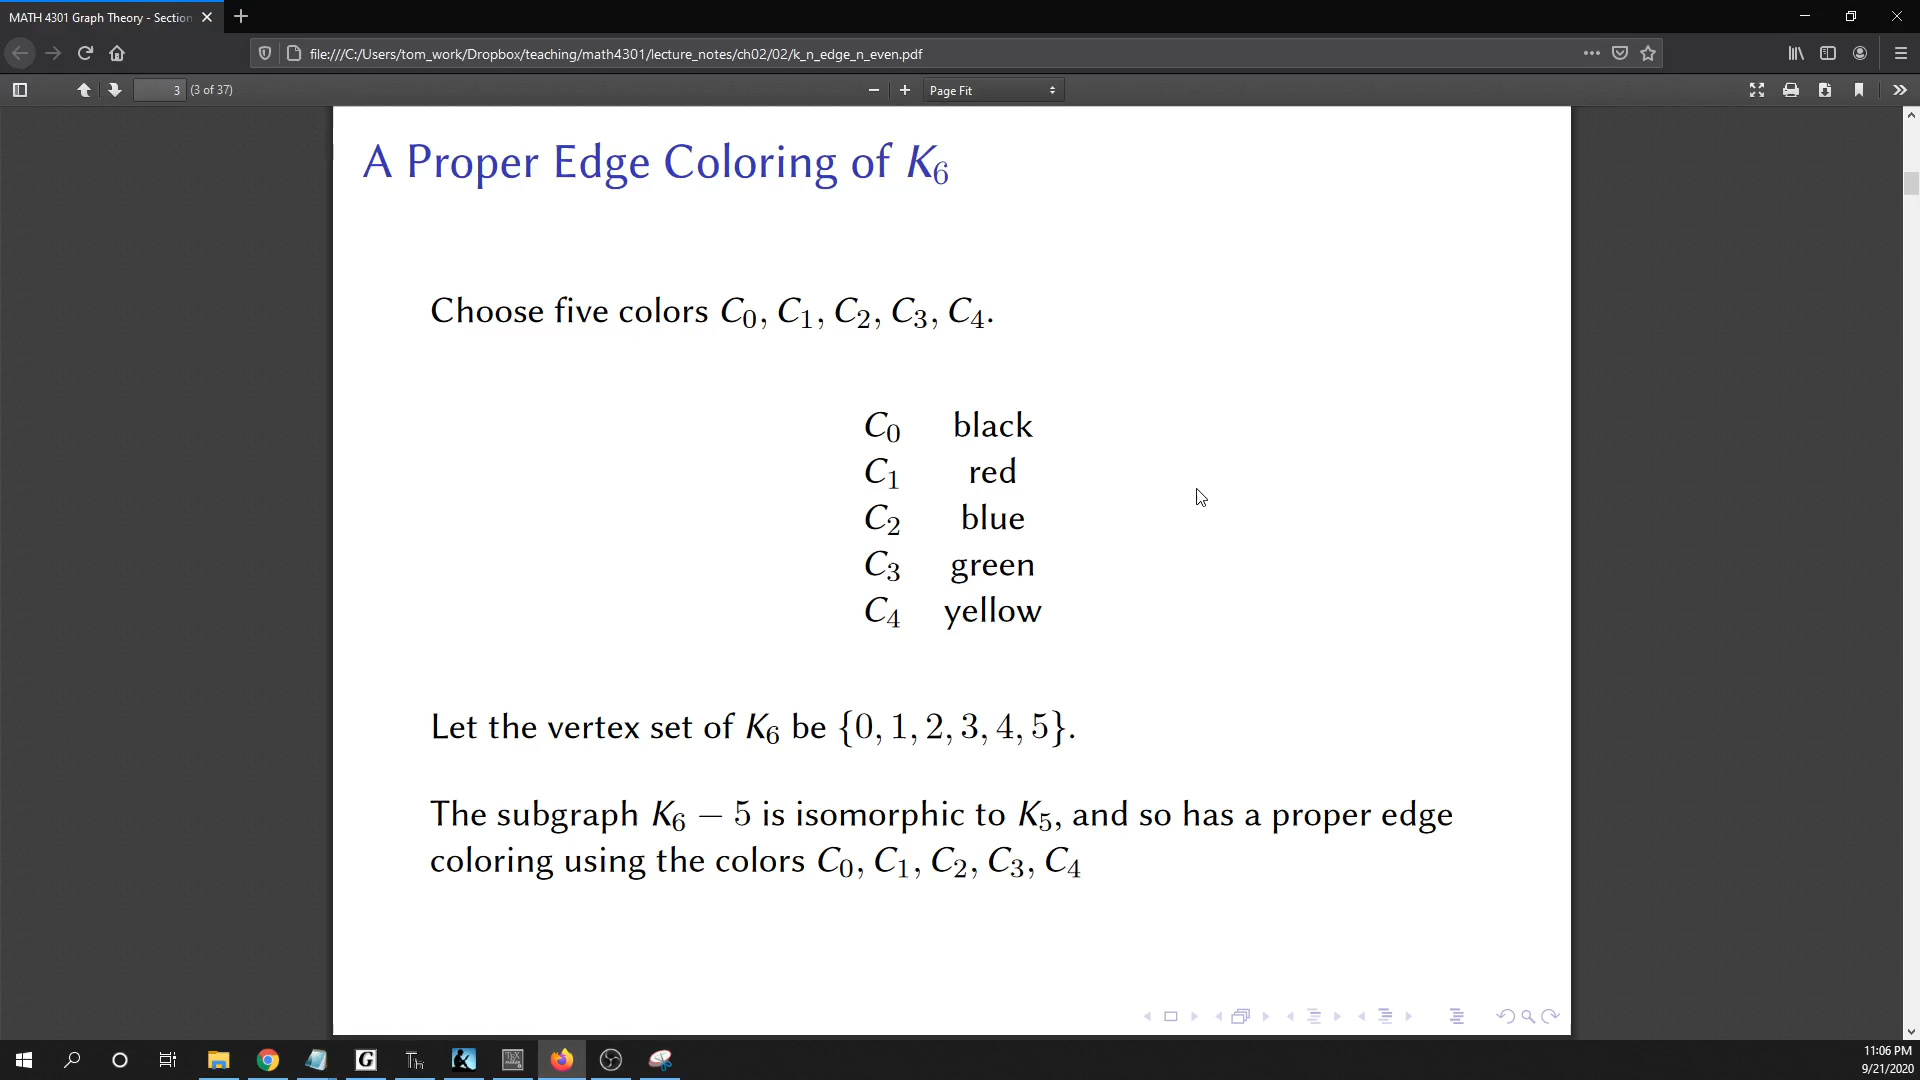 MATH 4301 Graph Theory - Section
file:///C:/Users/tom_work/Dropbox/teaching/math4301/lecture_notes/ch02/02/k_n_edge_n_even.pdf
3 (3 of 37) Page Fit
A Proper Edge Coloring of K₆
Choose five colors C₀, C₁, C₂, C₃, C₄.
C₀ black
C₁ red
C₂ blue
C₃ green
C₄ yellow
Let the vertex set of K₆ be {0, 1, 2, 3, 4, 5}.
The subgraph K₆ − 5 is isomorphic to K₅, and so has a proper edge
coloring using the colors C₀, C₁, C₂, C₃, C₄
11:06 PM
9/21/2020